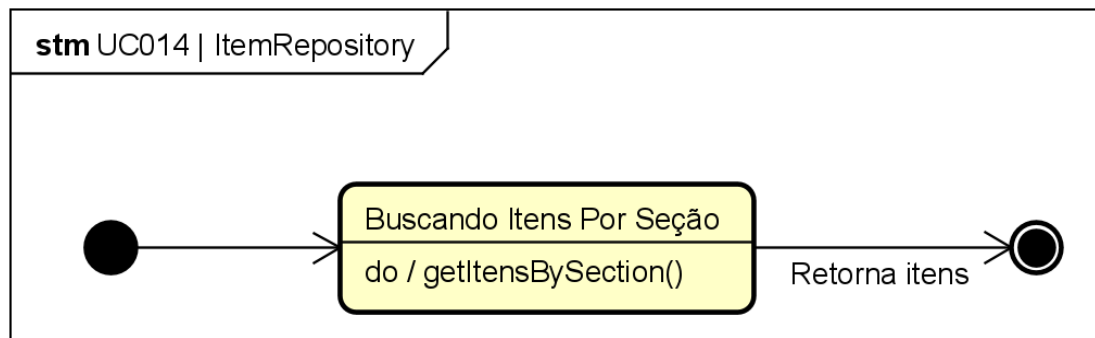 stm UC014 | ItemRepository
Buscando Itens Por Seção
do / getItensBySection()
Retorna itens